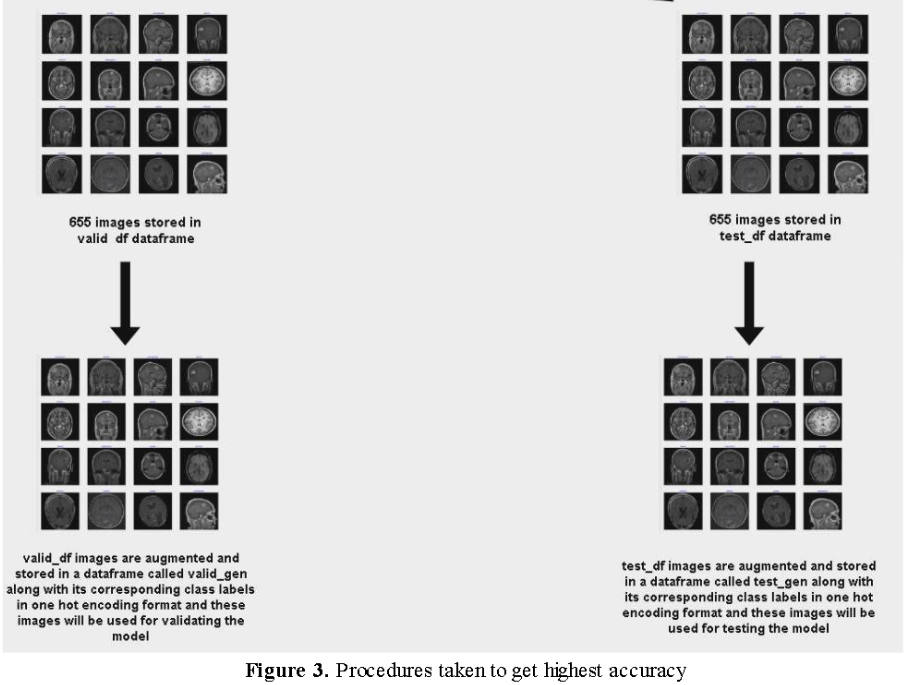 655 images stored in
valid_df dataframe
655 images stored in
test_df dataframe
valid_df images are augmented and
stored in a dataframe called valid_gen
along with its corresponding class labels
in one hot encoding format and these
images will be used for validating the
model
test_df images are augmented and stored
in a dataframe called test_gen along with
its corresponding class labels in one hot
encoding format and these images will be
used for testing the model
Figure 3. Procedures taken to get highest accuracy